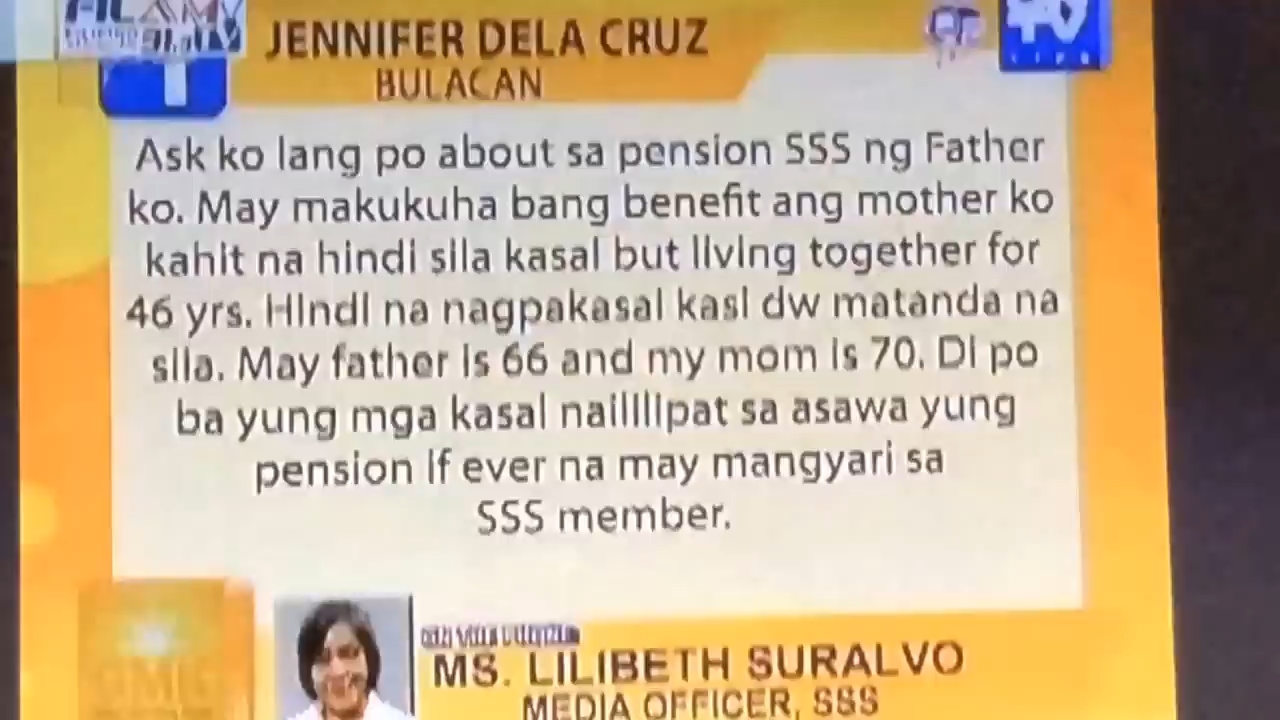 JENNIFER DELA CRUZ
BULACAN
Ask ko lang po about sa pension SSS ng Father
ko. May makukuha bang benefit ang mother ko
kahit na hindi sila kasal but living together for
46 yrs. Hindi na nagpakasal kasi dw matanda na
sila. May father is 66 and my mom is 70. Di po
ba yung mga kasal naililipat sa asawa yung
pension if ever na may mangyari sa
SSS member.
MS. LILIBETH SURALVO
MEDIA OFFICER, SSS